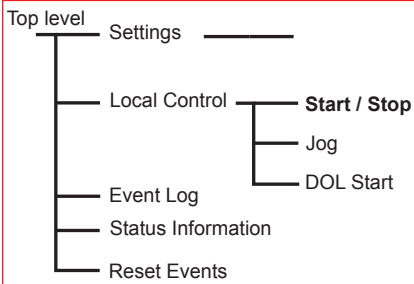 Top level
Settings
Local Control
Start / Stop
Jog
DOL Start
Event Log
Status Information
Reset Events